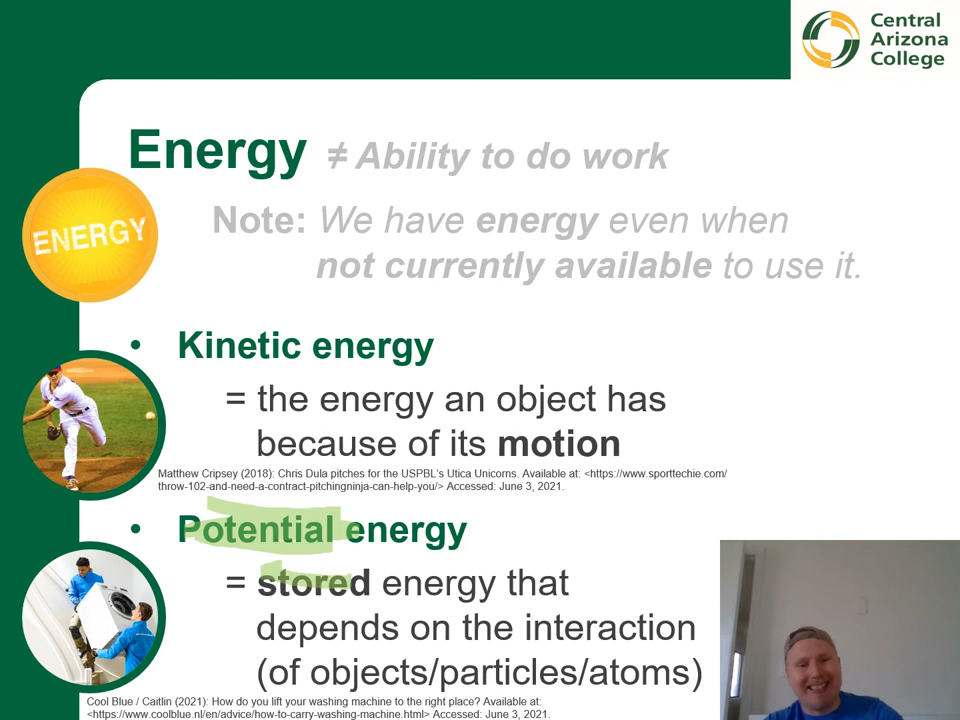 Central
Arizona
College
Energy ≠ Ability to do work
ENERGY
Note: We have energy even when
not currently available to use it.
• Kinetic energy
= the energy an object has
because of its motion
Matthew Cripsey (2018): Chris Dula pitches for the USPBL's Utica Unicorns. Available at: <https://www.sporttechie.com/
throw-102-and-need-a-contract-pitchingninja-can-help-you/> Accessed: June 3, 2021.
• Potential energy
= stored energy that
depends on the interaction
(of objects/particles/atoms)
Cool Blue / Caitlin (2021): How do you lift your washing machine to the right place? Available at:
<https://www.coolblue.nl/en/advice/how-to-carry-washing-machine.html> Accessed: June 3, 2021.